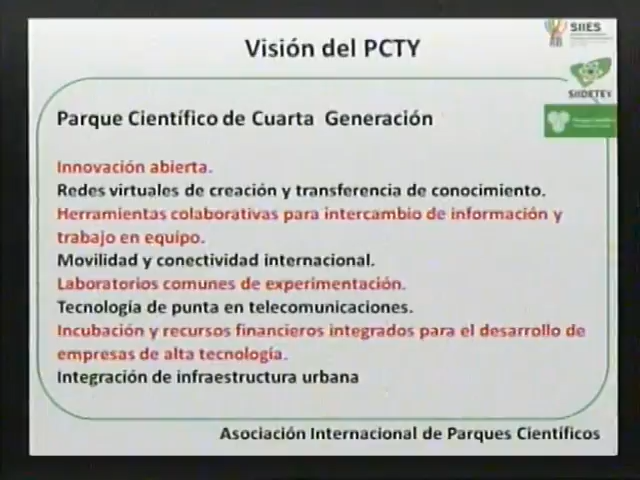 Visión del PCTY
SIIES
SIIDETEY
Parque Científico de Cuarta Generación
Innovación abierta.
Redes virtuales de creación y transferencia de conocimiento.
Herramientas colaborativas para intercambio de información y
trabajo en equipo.
Movilidad y conectividad internacional.
Laboratorios comunes de experimentación.
Tecnología de punta en telecomunicaciones.
Incubación y recursos financieros integrados para el desarrollo de
empresas de alta tecnología.
Integración de infraestructura urbana
Asociación Internacional de Parques Científicos